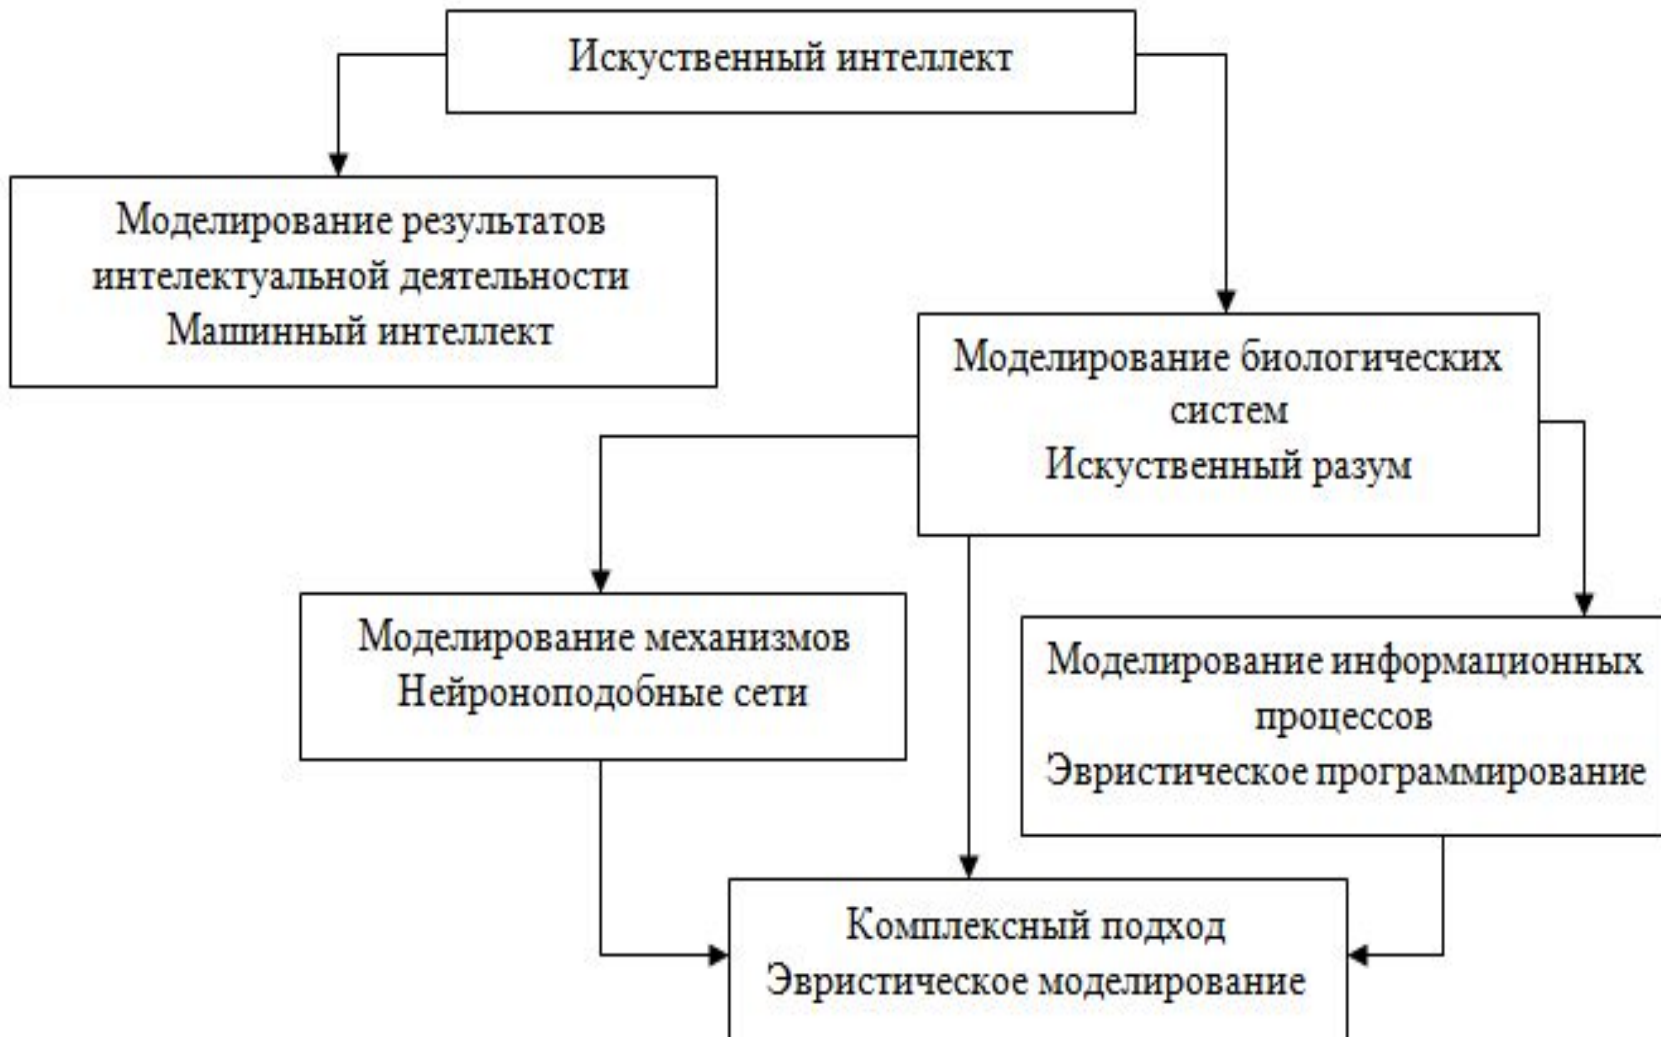 Искуственный интеллект
Моделирование результатов
интелектуальной деятельности
Машинный интеллект
Моделирование биологических
систем
Искуственный разум
Моделирование механизмов
Нейроноподобные сети
Моделирование информационных
процессов
Эвристическое программирование
Комплексный подход
Эвристическое моделирование